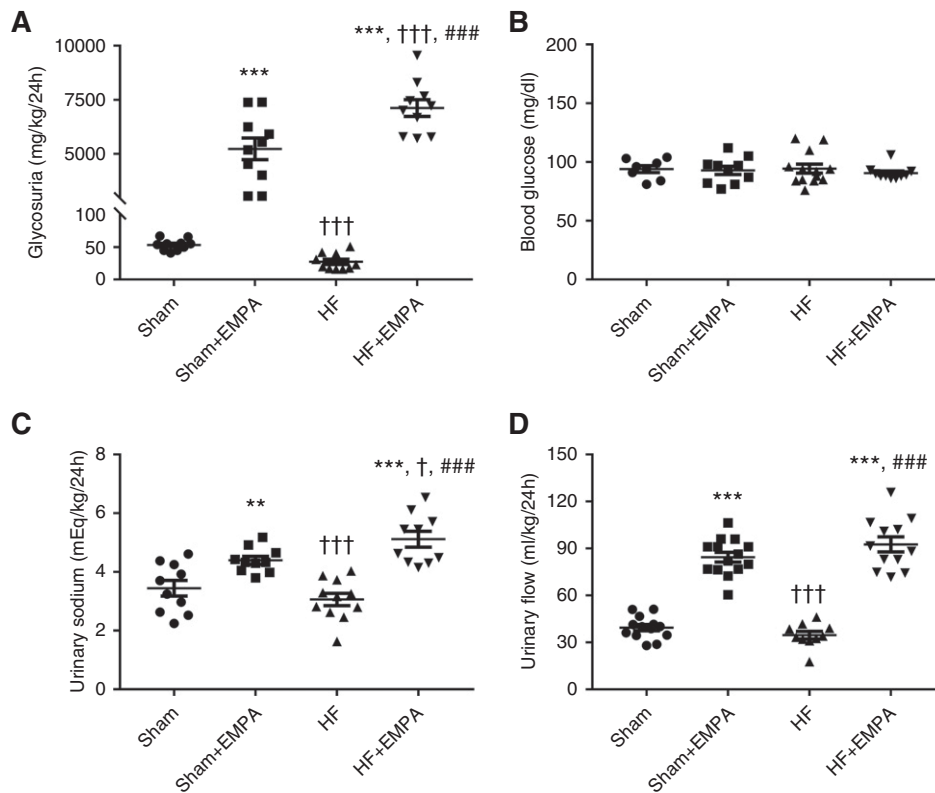 A
Glycosuria (mg/kg/24h)
10000
7500
5000
100
50
0
***
†††
***, †††, ###
Sham
Sham+EMPA
HF
HF+EMPA
B
Blood glucose (mg/dl)
200
150
100
50
0
Sham
Sham+EMPA
HF
HF+EMPA
C
Urinary sodium (mEq/kg/24h)
8
6
4
2
0
**
†††
***, †, ###
Sham
Sham+EMPA
HF
HF+EMPA
D
Urinary flow (ml/kg/24h)
150
120
90
60
30
0
***
†††
***, ###
Sham
Sham+EMPA
HF
HF+EMPA